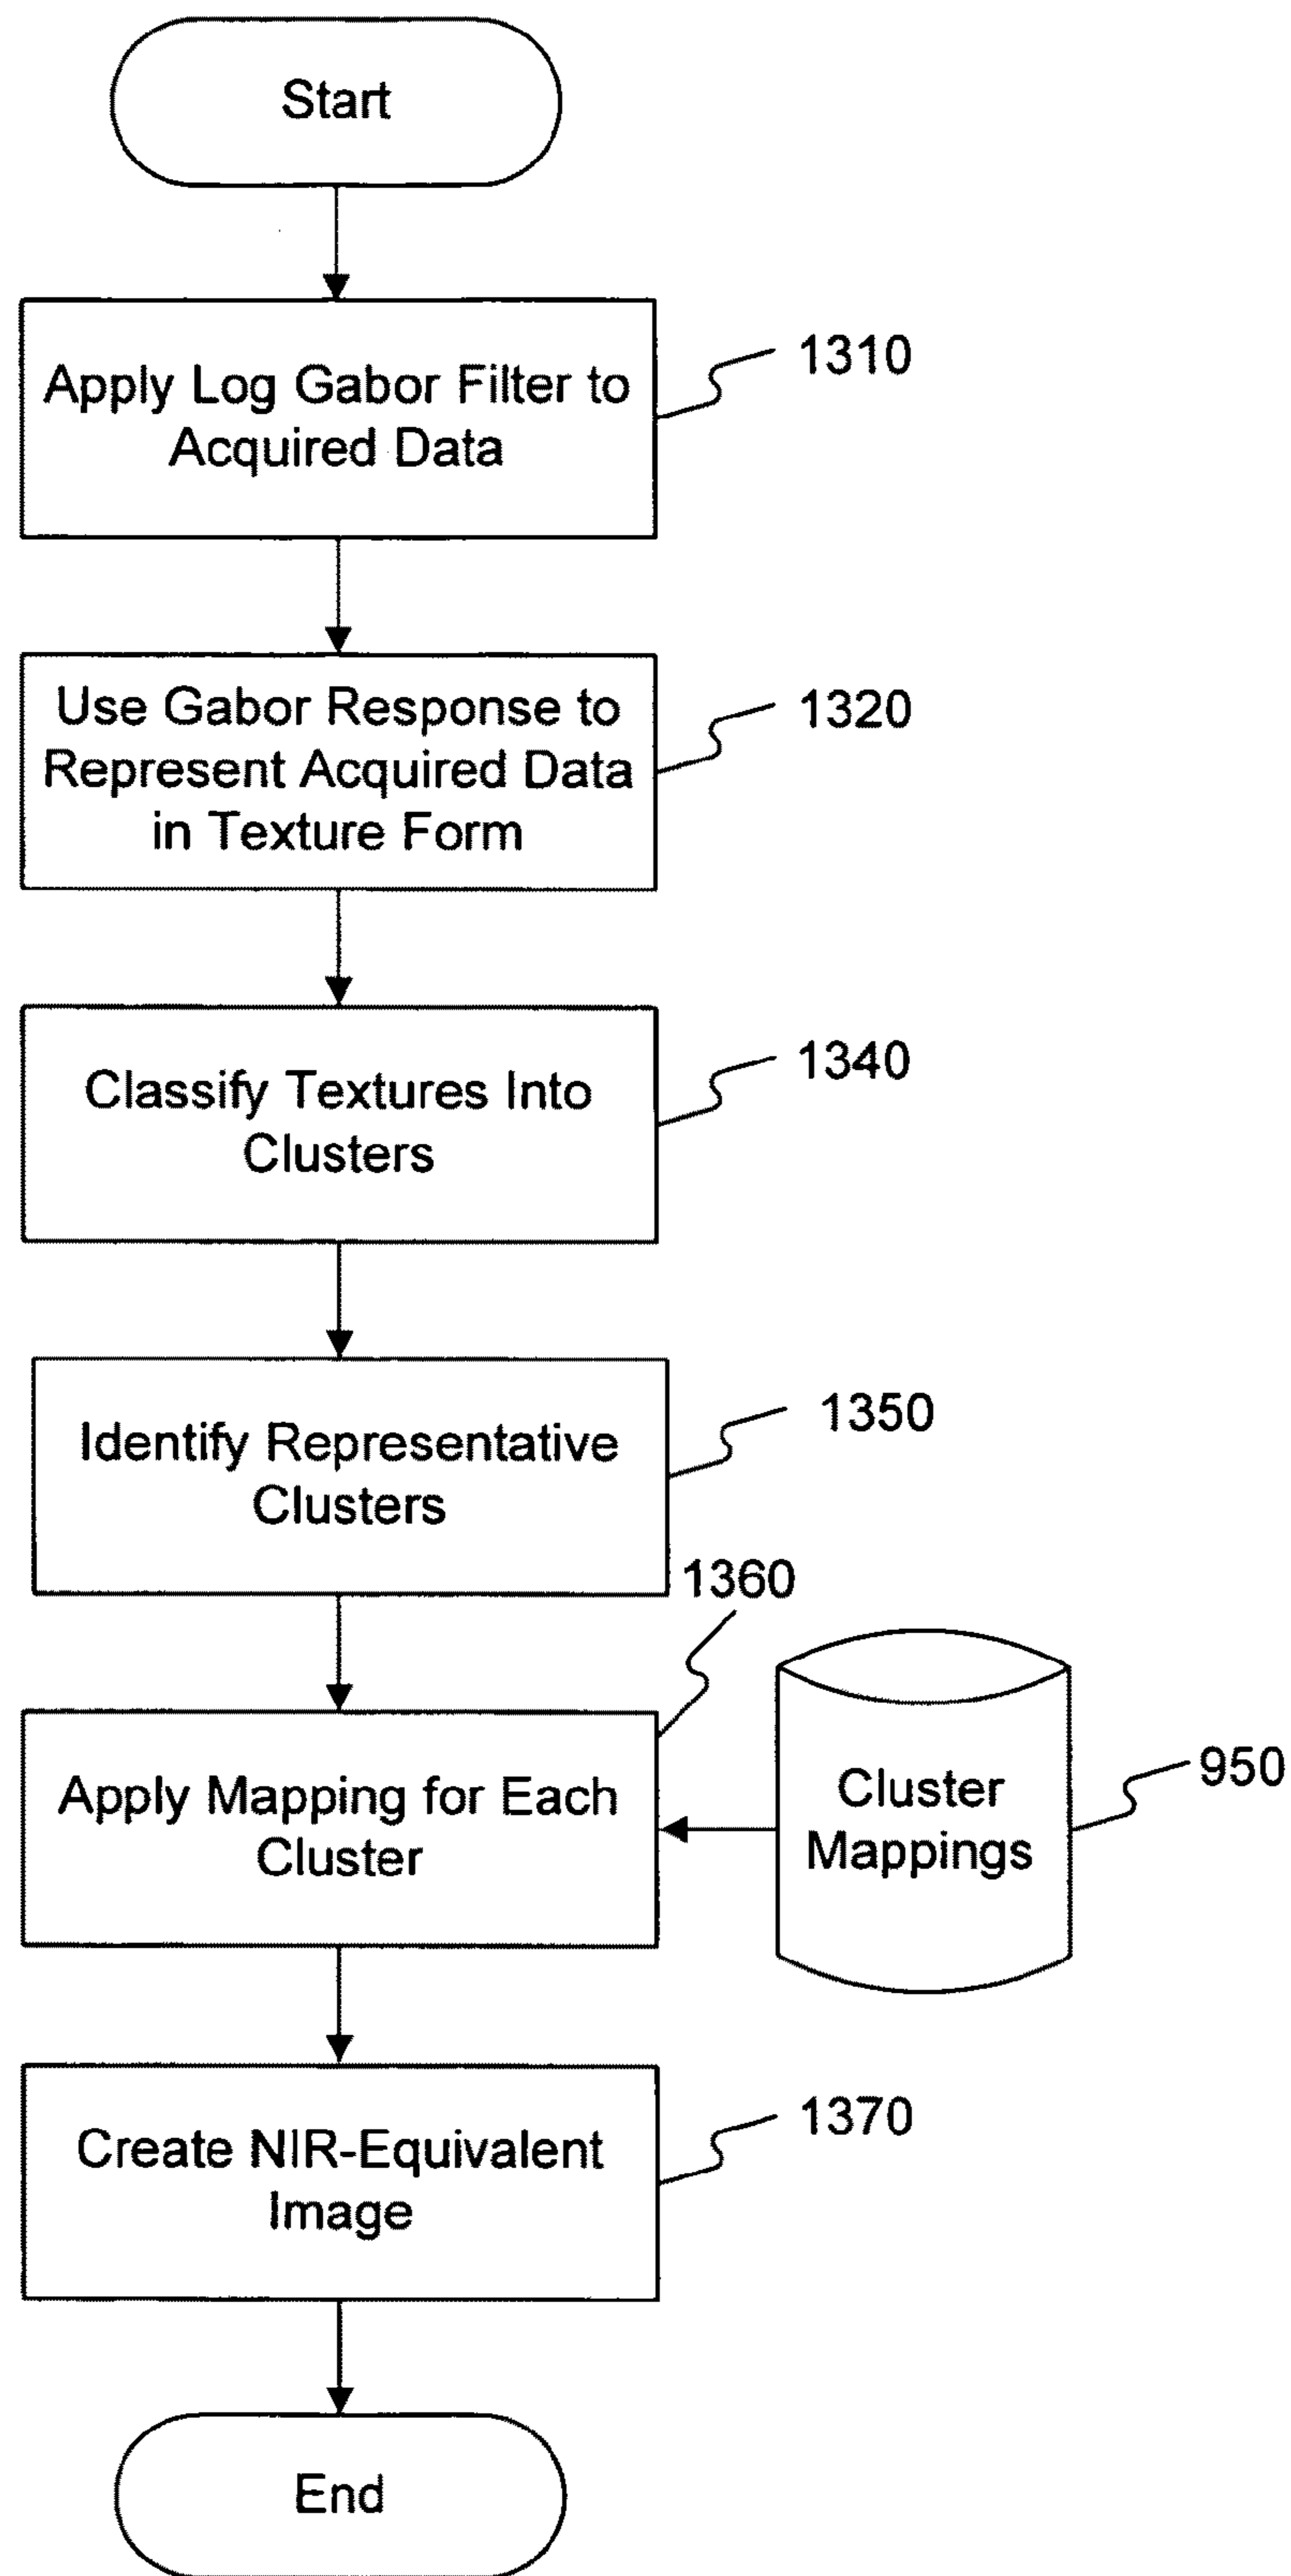 Start
Apply Log Gabor Filter to
Acquired Data
1310
Use Gabor Response to
Represent Acquired Data
in Texture Form
1320
Classify Textures Into
Clusters
1340
Identify Representative
Clusters
1350
1360
Apply Mapping for Each
Cluster
Cluster
Mappings
950
Create NIR-Equivalent
Image
1370
End